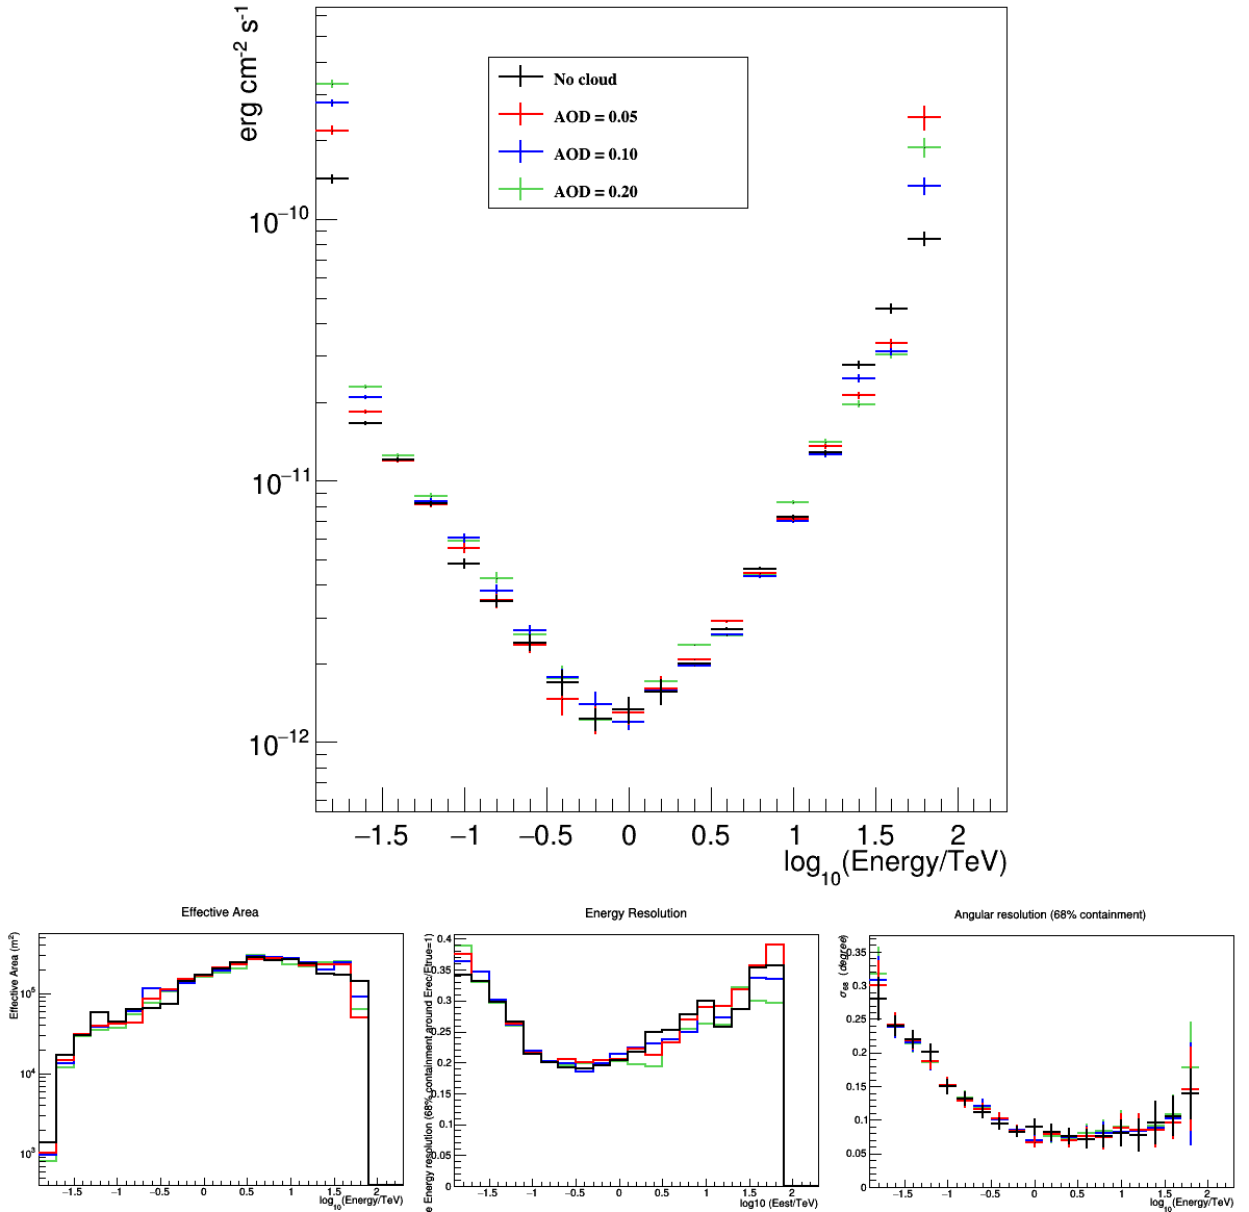 erg cm⁻² s⁻¹
No cloud
AOD = 0.05
AOD = 0.10
AOD = 0.20
10⁻¹⁰
10⁻¹¹
10⁻¹²
−1.5 −1 −0.5 0 0.5 1 1.5 2
log₁₀(Energy/TeV)
Effective Area
Effective Area (m²)
10⁵
10⁴
10³
-1.5 -1 -0.5 0 0.5 1 1.5 2
log₁₀(Energy/TeV)
Energy Resolution
e Energy resolution (68% containment around Erec/Etrue=1)
0.4
0.35
0.3
0.25
0.2
0.15
0.1
0.05
0
-1.5 -1 -0.5 0 0.5 1 1.5 2
log10 (Eest/TeV)
Angular resolution (68% containment)
σ₆₈ (degree)
0.35
0.3
0.25
0.2
0.15
0.1
0.05
0
-1.5 -1 -0.5 0 0.5 1 1.5 2
log₁₀(Energy/TeV)